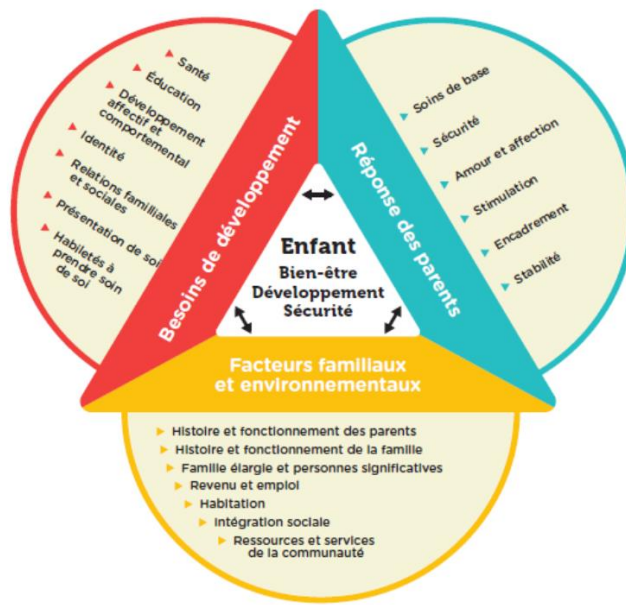 Santé
Éducation
Développement
affectif et
comportemental
Identité
Relations familliales
et sociales
Présentation de soi
Habiletés à
prendre soin
de soi
Besoins de développement
Réponse des parents
Soins de base
Sécurité
Amour et affection
Stimulation
Encadrement
Stabilité
Enfant
Bien-être
Développement
Sécurité
Facteurs familiaux
et environnementaux
Histoire et fonctionnement des parents
Histoire et fonctionnement de la famille
Famille élargie et personnes significatives
Revenu et emploi
Habitation
Intégration sociale
Ressources et services
de la communauté